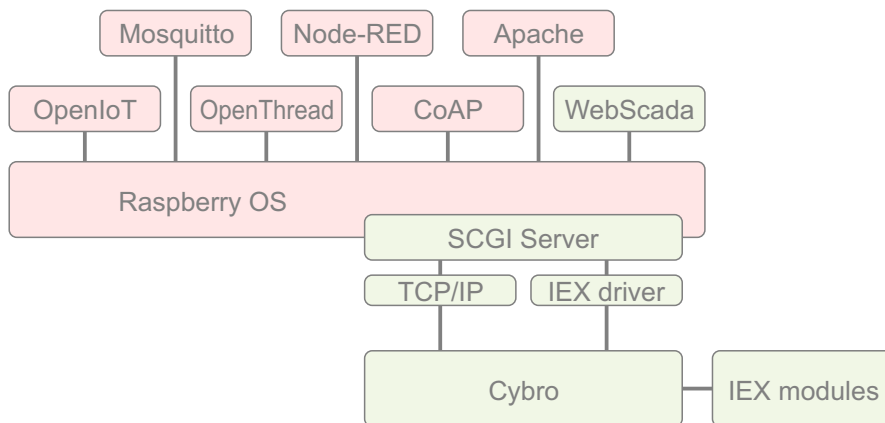 Mosquitto
Node-RED
Apache
OpenIoT
OpenThread
CoAP
WebScada
Raspberry OS
SCGI Server
TCP/IP
IEX driver
Cybro
IEX modules